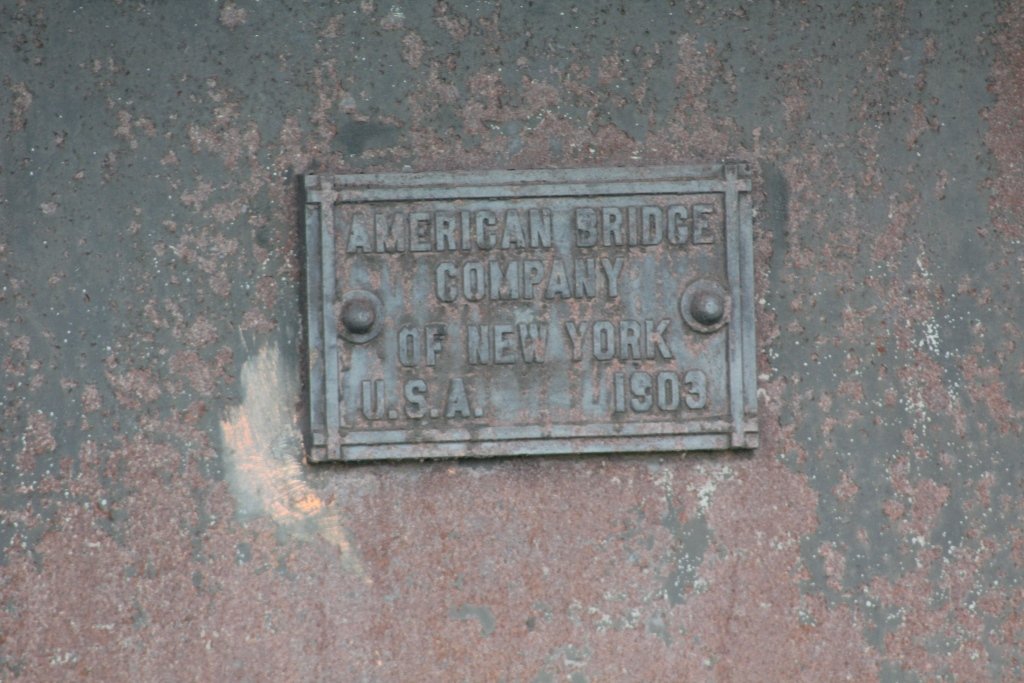 AMERICAN BRIDGE
COMPANY
OF NEW YORK
U.S.A. 1903